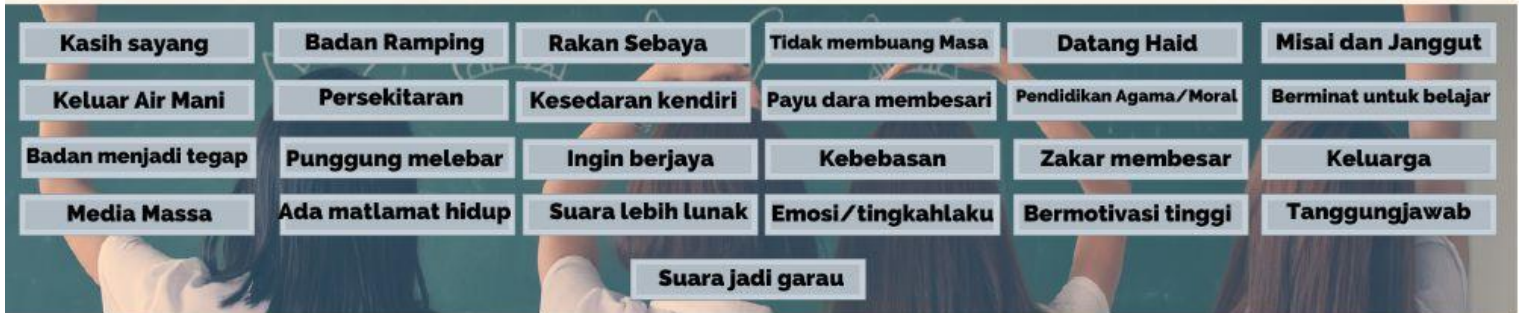 Kasih sayang
Badan Ramping
Rakan Sebaya
Tidak membuang Masa
Datang Haid
Misai dan Janggut
Keluar Air Mani
Persekitaran
Kesedaran kendiri
Payu dara membesari
Pendidikan Agama/Moral
Berminat untuk belajar
Badan menjadi tegap
Punggung melebar
Ingin berjaya
Kebebasan
Zakar membesar
Keluarga
Media Massa
Ada matlamat hidup
Suara lebih lunak
Emosi/tingkahlaku
Bermotivasi tinggi
Tanggungjawab
Suara jadi garau